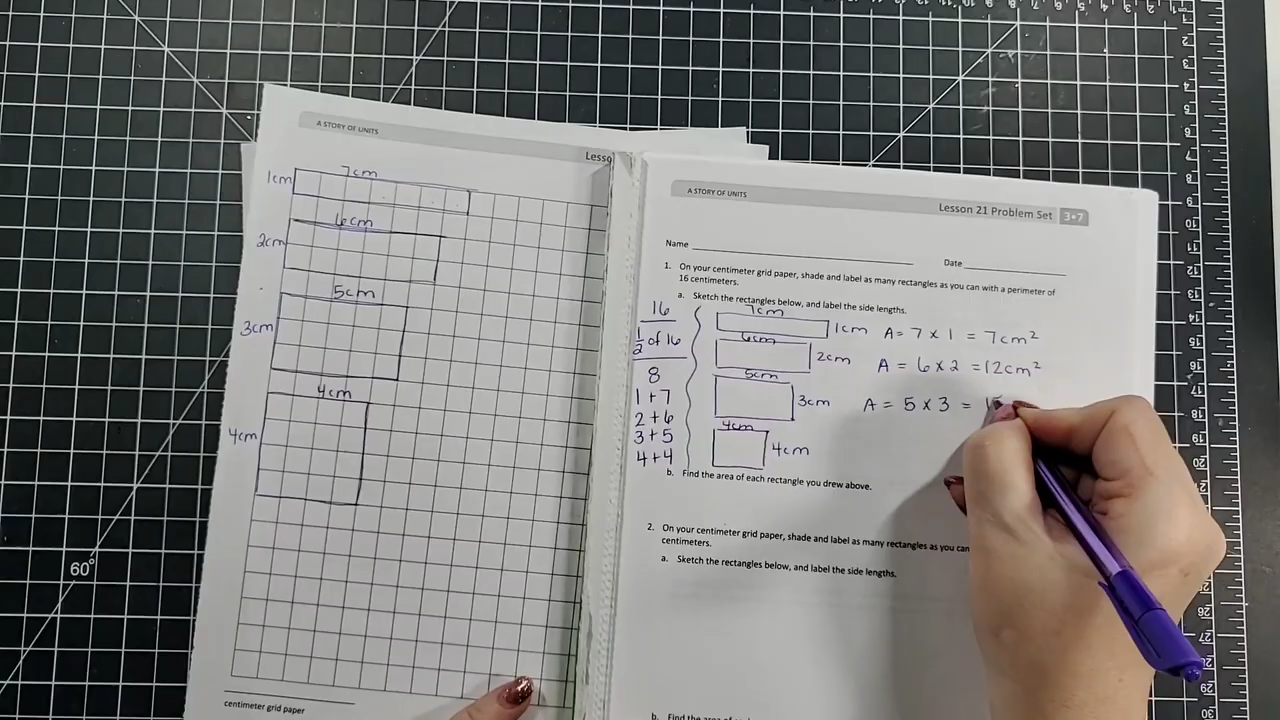 A STORY OF UNITS
7cm
1cm
6cm
2cm
5cm
3cm
4cm
4cm
centimeter grid paper
60°
A STORY OF UNITS
Lesson 21 Problem Set 3•7
Name
Date
1. On your centimeter grid paper, shade and label as many rectangles as you can with a perimeter of
16 centimeters.
a. Sketch the rectangles below, and label the side lengths.
16
1/2 of 16
8
1 + 7
2 + 6
3 + 5
4 + 4
7cm
1cm A = 7 x 1 = 7cm²
6cm
2cm A = 6 x 2 = 12cm²
5cm
3cm A = 5 x 3 =
4cm
4cm
b. Find the area of each rectangle you drew above.
2. On your centimeter grid paper, shade and label as many rectangles as you can
centimeters.
a. Sketch the rectangles below, and label the side lengths.
b. Find the area